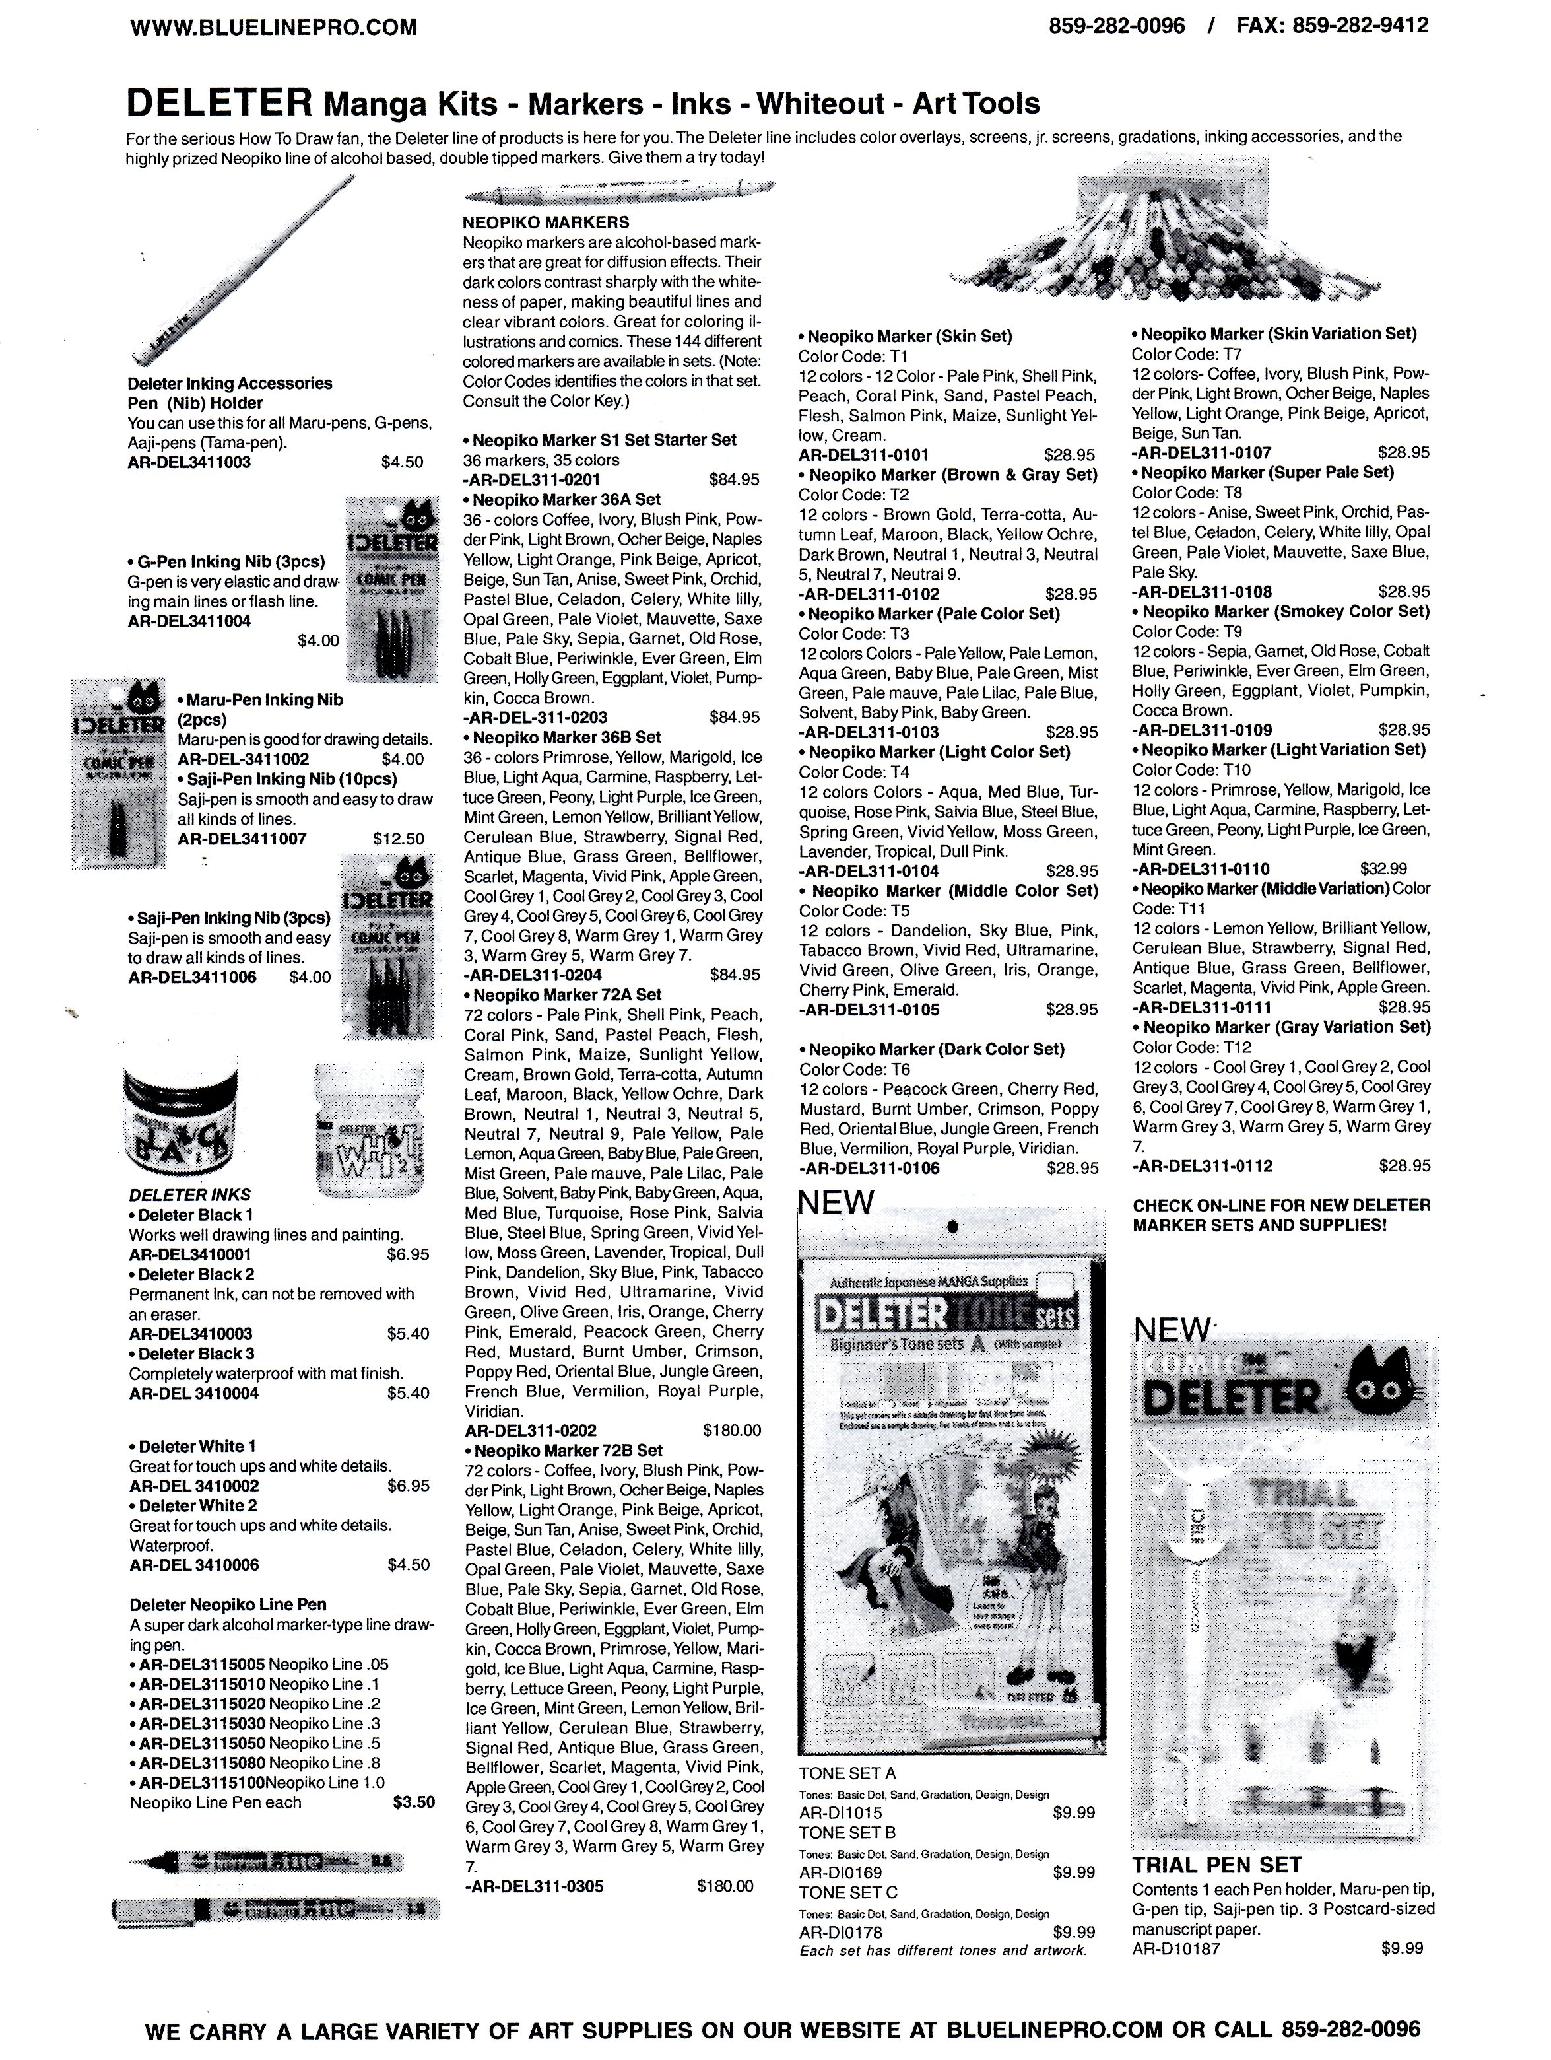 WWW.BLUELINEPRO.COM
859-282-0096 / FAX: 859-282-9412
DELETER Manga Kits - Markers - Inks - Whiteout - Art Tools
For the serious How To Draw fan, the Deleter line of products is here for you. The Deleter line includes color overlays, screens, jr. screens, gradations, inking accessories, and the
highly prized Neopiko line of alcohol based, double tipped markers. Give them a try today!
Deleter Inking Accessories
Pen (Nib) Holder
You can use this for all Maru-pens, G-pens,
Aaji-pens (Tama-pen).
AR-DEL3411003 $4.50
• G-Pen Inking Nib (3pcs)
G-pen is very elastic and draw-
ing main lines or flash line.
AR-DEL3411004
$4.00
DELETER
COMIC PEN
• Maru-Pen Inking Nib
(2pcs)
Maru-pen is good for drawing details.
AR-DEL-3411002 $4.00
• Saji-Pen Inking Nib (10pcs)
Saji-pen is smooth and easy to draw
all kinds of lines.
AR-DEL3411007 $12.50
DELETER
COMIC PEN
• Saji-Pen Inking Nib (3pcs)
Saji-pen is smooth and easy
to draw all kinds of lines.
AR-DEL3411006 $4.00
DELETER
COMIC PEN
BLACK
1
DELETER
WHITE
2
DELETER INKS
• Deleter Black 1
Works well drawing lines and painting.
AR-DEL3410001 $6.95
• Deleter Black 2
Permanent Ink, can not be removed with
an eraser.
AR-DEL3410003 $5.40
• Deleter Black 3
Completely waterproof with mat finish.
AR-DEL 3410004 $5.40
• Deleter White 1
Great for touch ups and white details.
AR-DEL 3410002 $6.95
• Deleter White 2
Great for touch ups and white details.
Waterproof.
AR-DEL 3410006 $4.50
Deleter Neopiko Line Pen
A super dark alcohol marker-type line draw-
ing pen.
• AR-DEL3115005 Neopiko Line .05
• AR-DEL3115010 Neopiko Line .1
• AR-DEL3115020 Neopiko Line .2
• AR-DEL3115030 Neopiko Line .3
• AR-DEL3115050 Neopiko Line .5
• AR-DEL3115080 Neopiko Line .8
• AR-DEL3115100Neopiko Line 1.0
Neopiko Line Pen each $3.50
NEOPIKO MARKERS
Neopiko markers are alcohol-based mark-
ers that are great for diffusion effects. Their
dark colors contrast sharply with the white-
ness of paper, making beautiful lines and
clear vibrant colors. Great for coloring il-
lustrations and comics. These 144 different
colored markers are available in sets. (Note:
Color Codes identifies the colors in that set.
Consult the Color Key.)
• Neopiko Marker S1 Set Starter Set
36 markers, 35 colors
-AR-DEL311-0201 $84.95
• Neopiko Marker 36A Set
36 - colors Coffee, Ivory, Blush Pink, Pow-
der Pink, Light Brown, Ocher Beige, Naples
Yellow, Light Orange, Pink Beige, Apricot,
Beige, Sun Tan, Anise, Sweet Pink, Orchid,
Pastel Blue, Celadon, Celery, White lilly,
Opal Green, Pale Violet, Mauvette, Saxe
Blue, Pale Sky, Sepia, Garnet, Old Rose,
Cobalt Blue, Periwinkle, Ever Green, Elm
Green, Holly Green, Eggplant, Violet, Pump-
kin, Cocca Brown.
-AR-DEL-311-0203 $84.95
• Neopiko Marker 36B Set
36 - colors Primrose, Yellow, Marigold, Ice
Blue, Light Aqua, Carmine, Raspberry, Let-
tuce Green, Peony, Light Purple, Ice Green,
Mint Green, Lemon Yellow, Brilliant Yellow,
Cerulean Blue, Strawberry, Signal Red,
Antique Blue, Grass Green, Bellflower,
Scarlet, Magenta, Vivid Pink, Apple Green,
Cool Grey 1, Cool Grey 2, Cool Grey 3, Cool
Grey 4, Cool Grey 5, Cool Grey 6, Cool Grey
7, Cool Grey 8, Warm Grey 1, Warm Grey
3, Warm Grey 5, Warm Grey 7.
-AR-DEL311-0204 $84.95
• Neopiko Marker 72A Set
72 colors - Pale Pink, Shell Pink, Peach,
Coral Pink, Sand, Pastel Peach, Flesh,
Salmon Pink, Maize, Sunlight Yellow,
Cream, Brown Gold, Terra-cotta, Autumn
Leaf, Maroon, Black, Yellow Ochre, Dark
Brown, Neutral 1, Neutral 3, Neutral 5,
Neutral 7, Neutral 9, Pale Yellow, Pale
Lemon, Aqua Green, Baby Blue, Pale Green,
Mist Green, Pale mauve, Pale Lilac, Pale
Blue, Solvent, Baby Pink, Baby Green, Aqua,
Med Blue, Turquoise, Rose Pink, Salvia
Blue, Steel Blue, Spring Green, Vivid Yel-
low, Moss Green, Lavender, Tropical, Dull
Pink, Dandelion, Sky Blue, Pink, Tabacco
Brown, Vivid Red, Ultramarine, Vivid
Green, Olive Green, Iris, Orange, Cherry
Pink, Emerald, Peacock Green, Cherry
Red, Mustard, Burnt Umber, Crimson,
Poppy Red, Oriental Blue, Jungle Green,
French Blue, Vermilion, Royal Purple,
Viridian.
AR-DEL311-0202 $180.00
• Neopiko Marker 72B Set
72 colors - Coffee, Ivory, Blush Pink, Pow-
der Pink, Light Brown, Ocher Beige, Naples
Yellow, Light Orange, Pink Beige, Apricot,
Beige, Sun Tan, Anise, Sweet Pink, Orchid,
Pastel Blue, Celadon, Celery, White lilly,
Opal Green, Pale Violet, Mauvette, Saxe
Blue, Pale Sky, Sepia, Garnet, Old Rose,
Cobalt Blue, Periwinkle, Ever Green, Elm
Green, Holly Green, Eggplant, Violet, Pump-
kin, Cocca Brown, Primrose, Yellow, Mari-
gold, Ice Blue, Light Aqua, Carmine, Rasp-
berry, Lettuce Green, Peony, Light Purple,
Ice Green, Mint Green, Lemon Yellow, Bril-
liant Yellow, Cerulean Blue, Strawberry,
Signal Red, Antique Blue, Grass Green,
Bellflower, Scarlet, Magenta, Vivid Pink,
Apple Green, Cool Grey 1, Cool Grey 2, Cool
Grey 3, Cool Grey 4, Cool Grey 5, Cool Grey
6, Cool Grey 7, Cool Grey 8, Warm Grey 1,
Warm Grey 3, Warm Grey 5, Warm Grey
7.
-AR-DEL311-0305 $180.00
• Neopiko Marker (Skin Set)
Color Code: T1
12 colors - 12 Color - Pale Pink, Shell Pink,
Peach, Coral Pink, Sand, Pastel Peach,
Flesh, Salmon Pink, Maize, Sunlight Yel-
low, Cream.
AR-DEL311-0101 $28.95
• Neopiko Marker (Brown & Gray Set)
Color Code: T2
12 colors - Brown Gold, Terra-cotta, Au-
tumn Leaf, Maroon, Black, Yellow Ochre,
Dark Brown, Neutral 1, Neutral 3, Neutral
5, Neutral 7, Neutral 9.
-AR-DEL311-0102 $28.95
• Neopiko Marker (Pale Color Set)
Color Code: T3
12 colors Colors - Pale Yellow, Pale Lemon,
Aqua Green, Baby Blue, Pale Green, Mist
Green, Pale mauve, Pale Lilac, Pale Blue,
Solvent, Baby Pink, Baby Green.
-AR-DEL311-0103 $28.95
• Neopiko Marker (Light Color Set)
Color Code: T4
12 colors Colors - Aqua, Med Blue, Tur-
quoise, Rose Pink, Salvia Blue, Steel Blue,
Spring Green, Vivid Yellow, Moss Green,
Lavender, Tropical, Dull Pink.
-AR-DEL311-0104 $28.95
• Neopiko Marker (Middle Color Set)
Color Code: T5
12 colors - Dandelion, Sky Blue, Pink,
Tabacco Brown, Vivid Red, Ultramarine,
Vivid Green, Olive Green, Iris, Orange,
Cherry Pink, Emerald.
-AR-DEL311-0105 $28.95
• Neopiko Marker (Dark Color Set)
Color Code: T6
12 colors - Peacock Green, Cherry Red,
Mustard, Burnt Umber, Crimson, Poppy
Red, Oriental Blue, Jungle Green, French
Blue, Vermilion, Royal Purple, Viridian.
-AR-DEL311-0106 $28.95
NEW
Authentic Japanese MANGA Supplies
DELETER TONE sets
Biginner's Tone sets A (With sample)
DELETER
TONE SET A
Tones: Basic Dot, Sand, Gradation, Design, Design
AR-DI1015 $9.99
TONE SET B
Tones: Basic Dot, Sand, Gradation, Design, Design
AR-DI0169 $9.99
TONE SET C
Tones: Basic Dot, Sand, Gradation, Design, Design
AR-DI0178 $9.99
Each set has different tones and artwork.
• Neopiko Marker (Skin Variation Set)
Color Code: T7
12 colors- Coffee, Ivory, Blush Pink, Pow-
der Pink, Light Brown, Ocher Beige, Naples
Yellow, Light Orange, Pink Beige, Apricot,
Beige, Sun Tan.
-AR-DEL311-0107 $28.95
• Neopiko Marker (Super Pale Set)
Color Code: T8
12 colors - Anise, Sweet Pink, Orchid, Pas-
tel Blue, Celadon, Celery, White lilly, Opal
Green, Pale Violet, Mauvette, Saxe Blue,
Pale Sky.
-AR-DEL311-0108 $28.95
• Neopiko Marker (Smokey Color Set)
Color Code: T9
12 colors - Sepia, Garnet, Old Rose, Cobalt
Blue, Periwinkle, Ever Green, Elm Green,
Holly Green, Eggplant, Violet, Pumpkin,
Cocca Brown.
-AR-DEL311-0109 $28.95
• Neopiko Marker (Light Variation Set)
Color Code: T10
12 colors - Primrose, Yellow, Marigold, Ice
Blue, Light Aqua, Carmine, Raspberry, Let-
tuce Green, Peony, Light Purple, Ice Green,
Mint Green.
-AR-DEL311-0110 $32.99
• Neopiko Marker (Middle Variation) Color
Code: T11
12 colors - Lemon Yellow, Brilliant Yellow,
Cerulean Blue, Strawberry, Signal Red,
Antique Blue, Grass Green, Bellflower,
Scarlet, Magenta, Vivid Pink, Apple Green.
-AR-DEL311-0111 $28.95
• Neopiko Marker (Gray Variation Set)
Color Code: T12
12 colors - Cool Grey 1, Cool Grey 2, Cool
Grey 3, Cool Grey 4, Cool Grey 5, Cool Grey
6, Cool Grey 7, Cool Grey 8, Warm Grey 1,
Warm Grey 3, Warm Grey 5, Warm Grey
7.
-AR-DEL311-0112 $28.95
CHECK ON-LINE FOR NEW DELETER
MARKER SETS AND SUPPLIES!
NEW
COMIC
DELETER
TRIAL
PEN SET
TRIAL PEN SET
Contents 1 each Pen holder, Maru-pen tip,
G-pen tip, Saji-pen tip. 3 Postcard-sized
manuscript paper.
AR-D10187 $9.99
WE CARRY A LARGE VARIETY OF ART SUPPLIES ON OUR WEBSITE AT BLUELINEPRO.COM OR CALL 859-282-0096